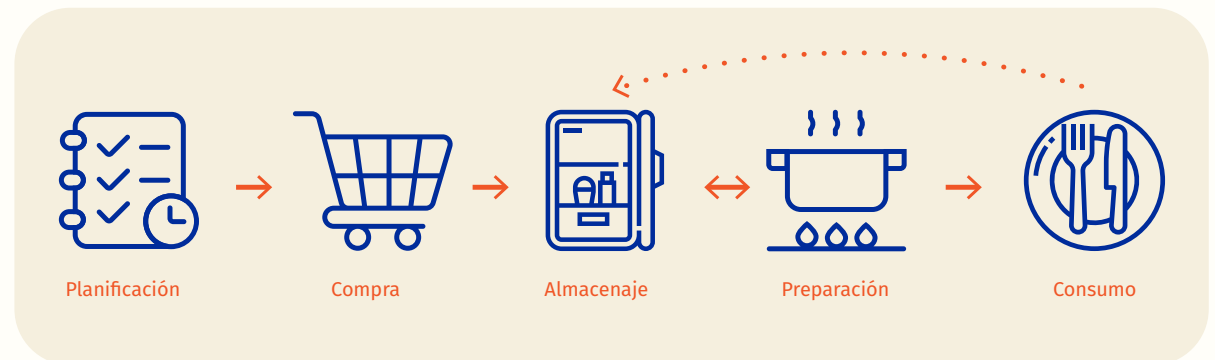 Planificación
Compra
Almacenaje
Preparación
Consumo